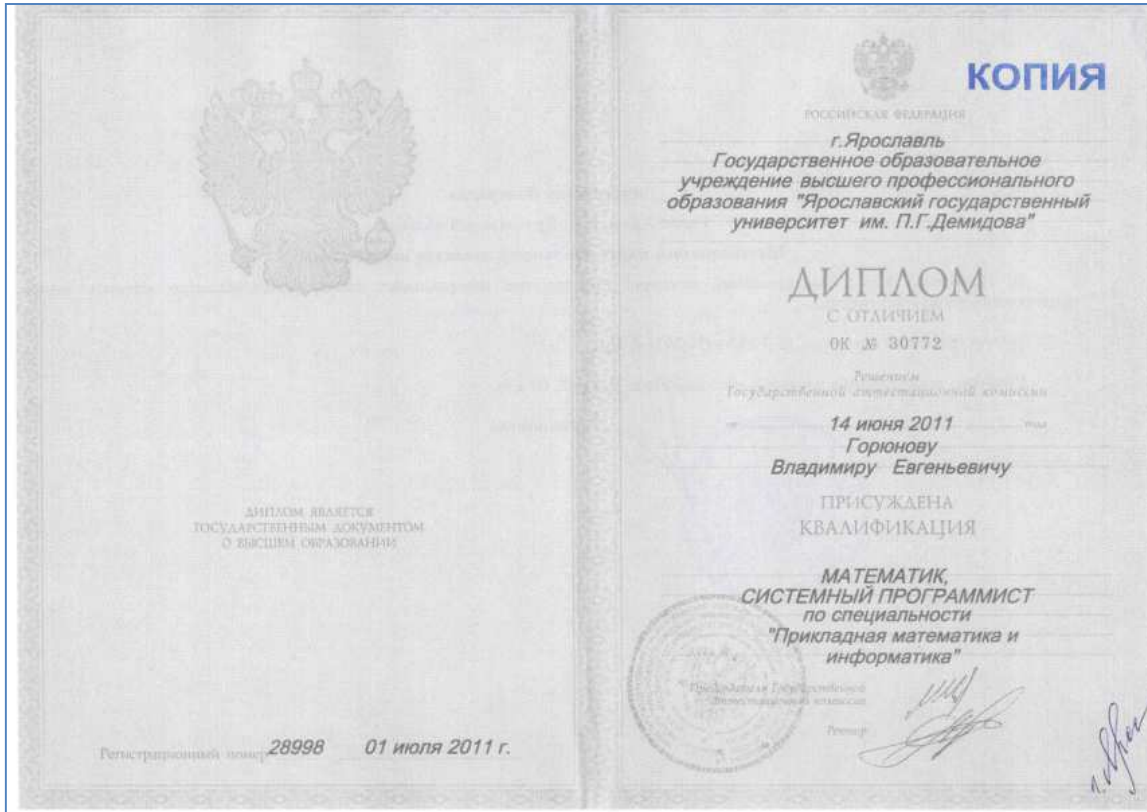 ДИПЛОМ ЯВЛЯЕТСЯ
ГОСУДАРСТВЕННЫМ ДОКУМЕНТОМ
О ВЫСШЕМ ОБРАЗОВАНИИ
Регистрационный номер 28998 01 июля 2011 г.
КОПИЯ
РОССИЙСКАЯ ФЕДЕРАЦИЯ
г.Ярославль
Государственное образовательное
учреждение высшего профессионального
образования "Ярославский государственный
университет им. П.Г.Демидова"
ДИПЛОМ
С ОТЛИЧИЕМ
ОК № 30772
Решением
Государственной аттестационной комиссии
от 14 июня 2011 года
Горюнову
Владимиру Евгеньевичу
ПРИСУЖДЕНА
КВАЛИФИКАЦИЯ
МАТЕМАТИК,
СИСТЕМНЫЙ ПРОГРАММИСТ
по специальности
"Прикладная математика и
информатика"
Председатель Государственной
аттестационной комиссии
Ректор